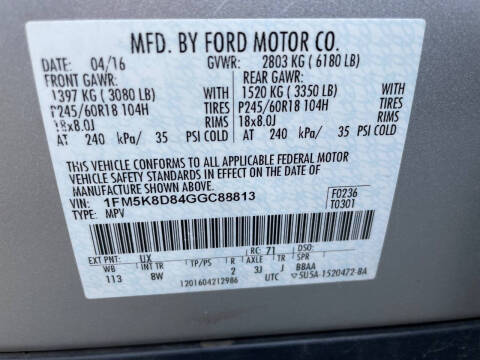 MFD. BY FORD MOTOR CO.
DATE: 04/16 GVWR: 2803 KG ( 6180 LB)
FRONT GAWR: REAR GAWR:
1397 KG ( 3080 LB) WITH 1520 KG ( 3350 LB) WITH
P245/60R18 104H TIRES P245/60R18 104H TIRES
18x8.0J RIMS 18x8.0J RIMS
AT 240 kPa/ 35 PSI COLD AT 240 kPa/ 35 PSI COLD
THIS VEHICLE CONFORMS TO ALL APPLICABLE FEDERAL MOTOR
VEHICLE SAFETY STANDARDS IN EFFECT ON THE DATE OF
MANUFACTURE SHOWN ABOVE.
VIN: 1FM5K8D84GGC88813 F0236
TYPE: MPV T0301
EXT PNT: UX RC: 71 DSO:
WB INT TR TP/PS R AXLE TR SPR
113 8W 2 3J J BBAA
1201604212986 UTC 5U5A-1520472-BA